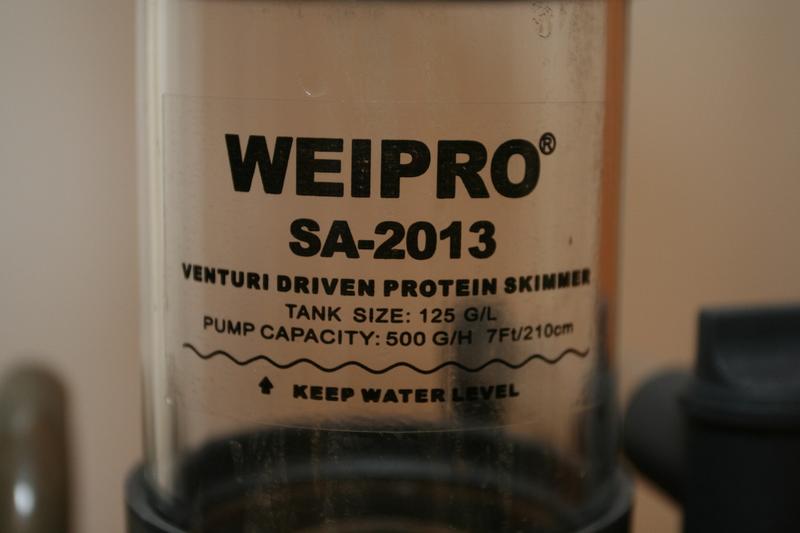 WEIPRO®
SA-2013
VENTURI DRIVEN PROTEIN SKIMMER
TANK SIZE: 125 G/L
PUMP CAPACITY: 500 G/H 7Ft/210cm
KEEP WATER LEVEL